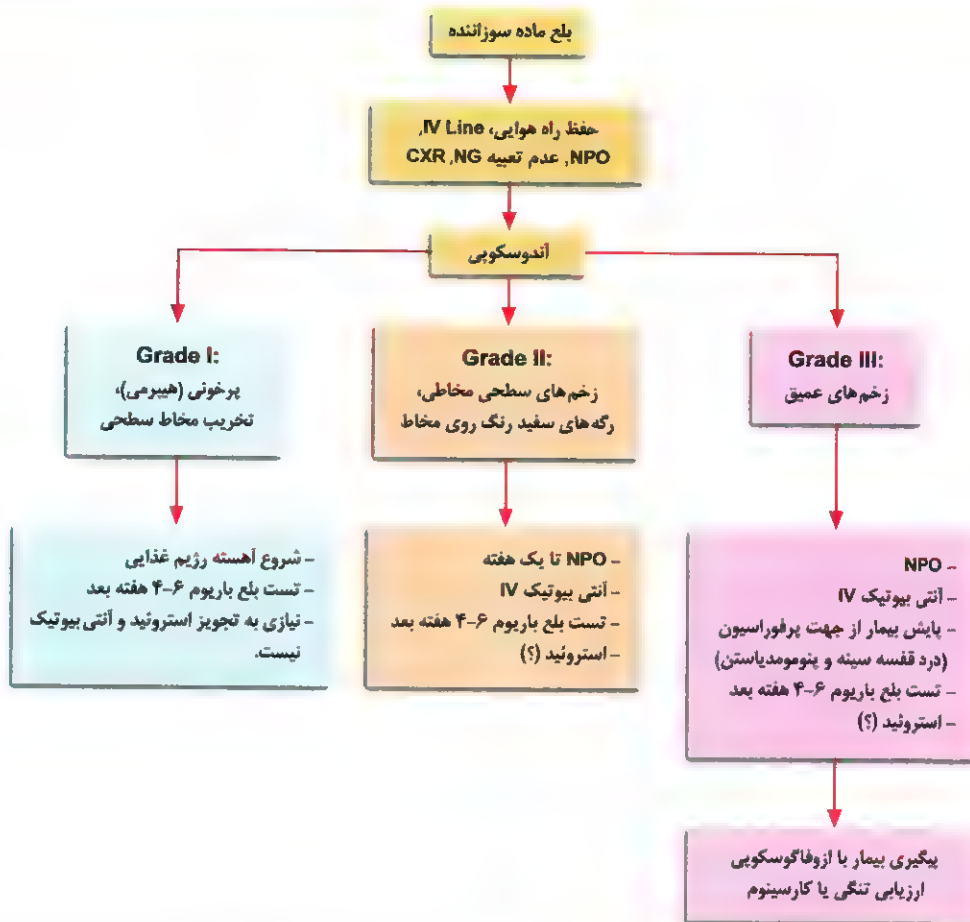 بلع ماده سوزاننده
حفظ راه هوایی، IV Line,
NPO, عدم تعبیه NG, CXR
آندوسکوپی
Grade I:
پرخونی (هیپرمی)،
تخریب مخاط سطحی
Grade II:
زخم‌های سطحی مخاطی،
رگه‌های سفید رنگ روی مخاط
Grade III:
زخم‌های عمیق
- شروع آهسته رژیم غذایی
- تست بلع باریوم ۶-۴ هفته بعد
- نیازی به تجویز استروئید و آنتی‌بیوتیک
نیست.
- NPO تا یک هفته
- آنتی بیوتیک IV
- تست بلع باریوم ۶-۴ هفته بعد
- استروئید (؟)
- NPO
- آنتی بیوتیک IV
- پایش بیمار از جهت پرفوراسیون
(درد قفسه سینه و پنومومدیاستن)
- تست بلع باریوم ۶-۴ هفته بعد
- استروئید (؟)
پیگیری بیمار با ازوفاگوسکوپی
ارزیابی تنگی یا کارسینوم